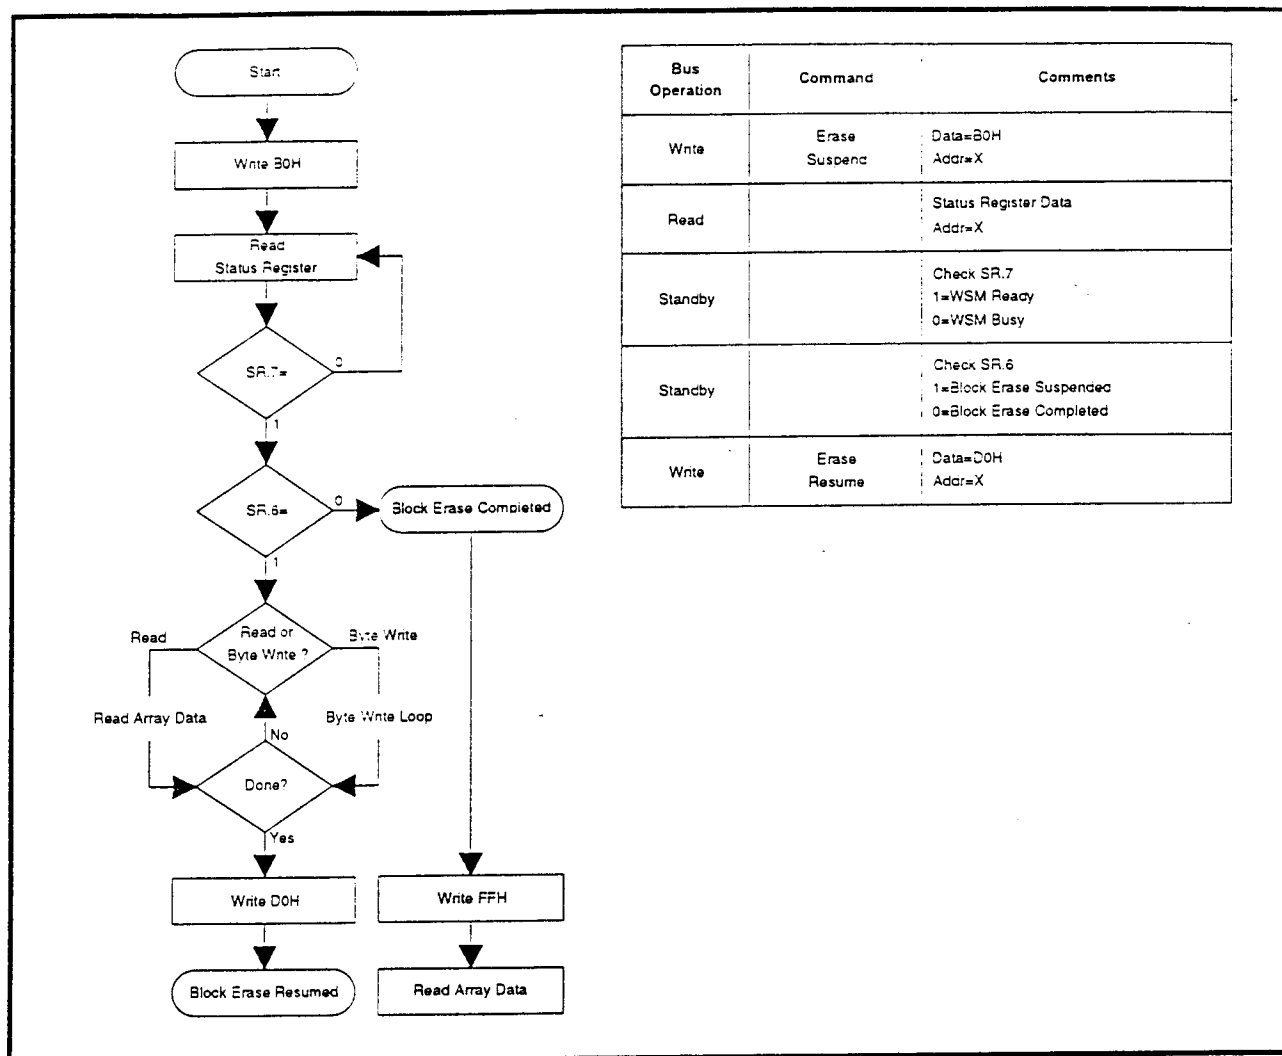 Start
Write B0H
Read
Status Register
SR.7=
0
1
SR.6=
0
Block Erase Completed
1
Read or
Byte Write ?
Read
Byte Write
Read Array Data
Byte Write Loop
No
Done?
Yes
Write D0H
Write FFH
Block Erase Resumed
Read Array Data
Bus
Operation
Command
Comments
Write
Erase
Suspend
Data=B0H
Addr=X
Read
Status Register Data
Addr=X
Standby
Check SR.7
1=WSM Ready
0=WSM Busy
Standby
Check SR.6
1=Block Erase Suspended
0=Block Erase Completed
Write
Erase
Resume
Data=D0H
Addr=X